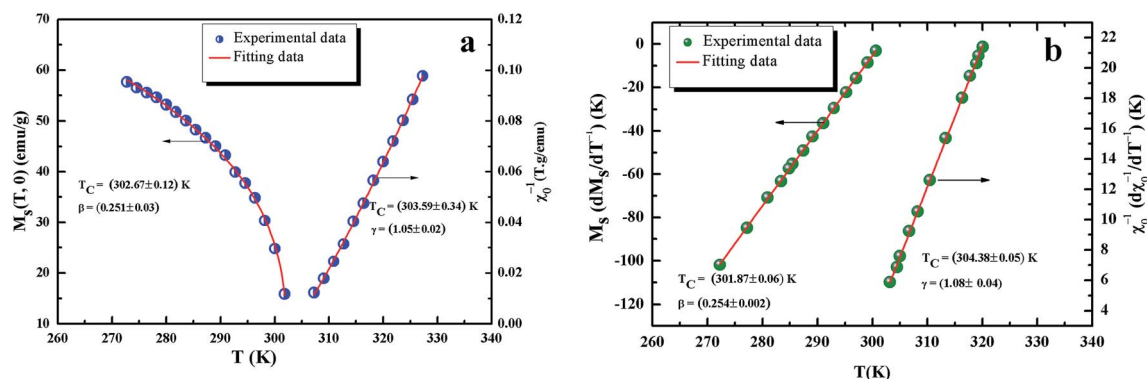 a
Experimental data
Fitting data
M_S(T, 0) (emu/g)
70
60
50
40
30
20
10
T_C = (302.67±0.12) K
β = (0.251±0.03)
T_C = (303.59±0.34) K
γ = (1.05±0.02)
0.12
0.10
0.08
0.06
0.04
0.02
0.00
χ_0^{-1} (T.g/emu)
260 270 280 290 300 310 320 330 340
T (K)
b
Experimental data
Fitting data
M_S (dM_S/dT^{-1}) (K)
0
-20
-40
-60
-80
-100
-120
T_C = (301.87±0.06) K
β = (0.254±0.002)
T_C = (304.38±0.05) K
γ = (1.08± 0.04)
22
20
18
16
14
12
10
8
6
4
χ_0^{-1} (dχ_0^{-1}/dT^{-1}) (K)
260 270 280 290 300 310 320 330 340
T(K)